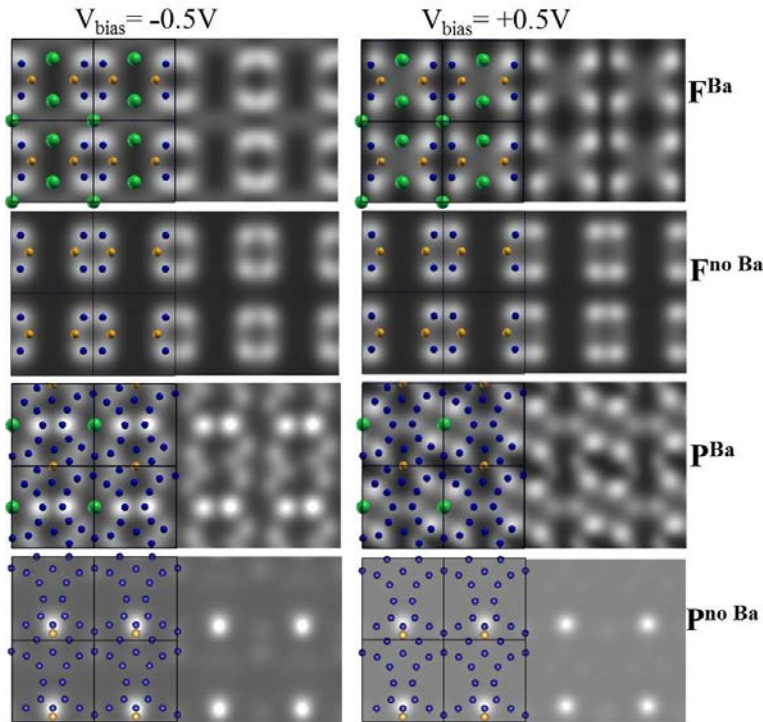 V_bias= -0.5V
V_bias= +0.5V
F^Ba
F^no Ba
P^Ba
P^no Ba